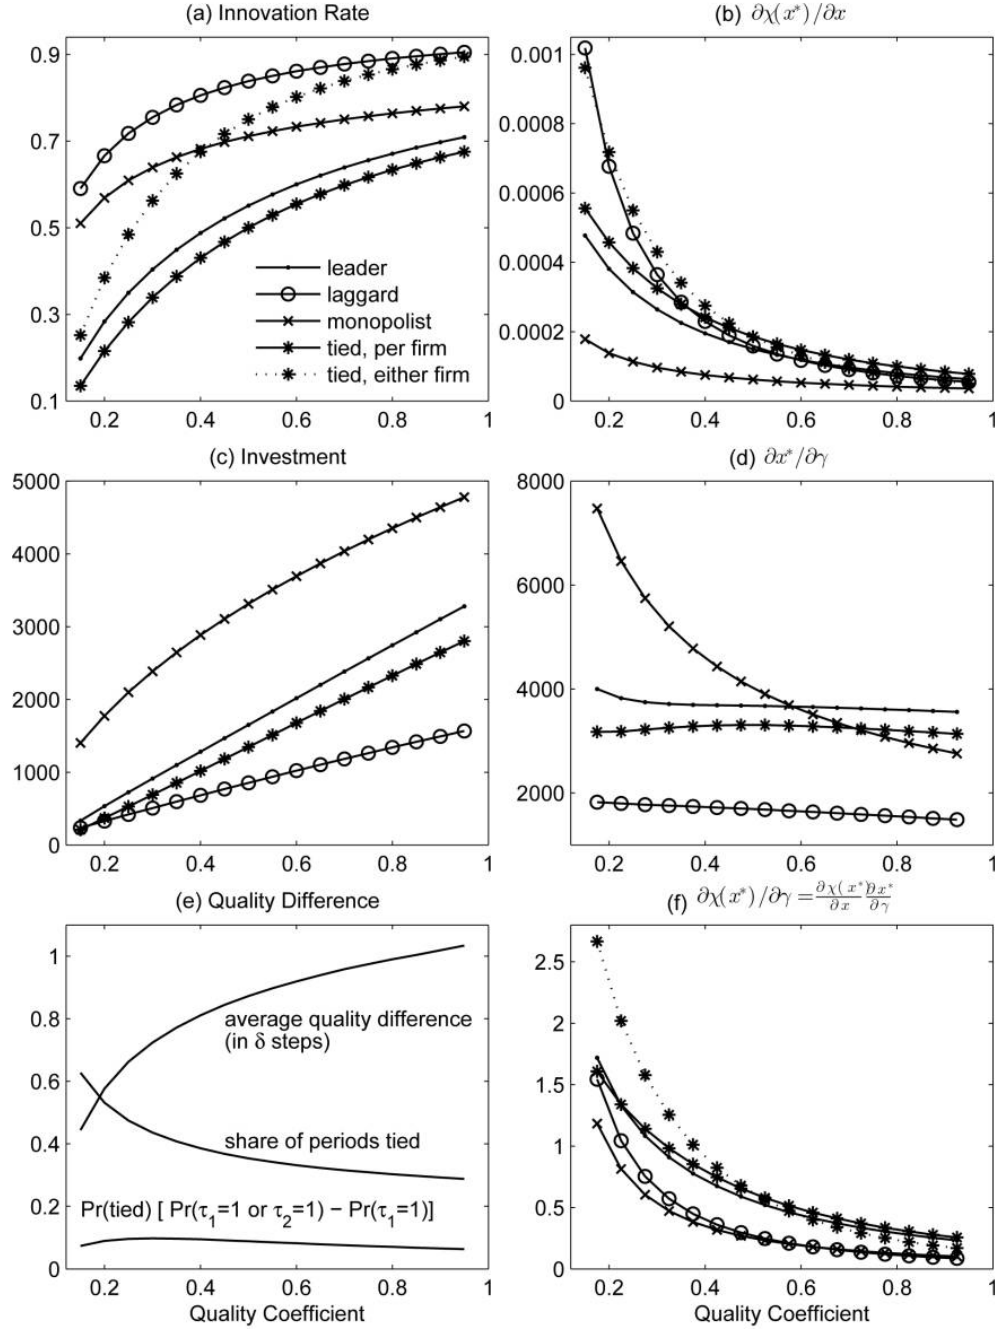 (a) Innovation Rate
0.9
0.7
0.5
0.3
0.1
0.2 0.4 0.6 0.8 1
leader
laggard
monopolist
tied, per firm
tied, either firm
(b) ∂χ(x*)/∂x
0.001
0.0008
0.0006
0.0004
0.0002
0
0.2 0.4 0.6 0.8 1
(c) Investment
5000
4000
3000
2000
1000
0
0.2 0.4 0.6 0.8 1
(d) ∂x*/∂γ
8000
6000
4000
2000
0.2 0.4 0.6 0.8 1
(e) Quality Difference
1
0.8
0.6
0.4
0.2
0
average quality difference
(in δ steps)
share of periods tied
Pr(tied) [ Pr(τ₁=1 or τ₂=1) − Pr(τ₁=1)]
0.2 0.4 0.6 0.8 1
Quality Coefficient
(f) ∂χ(x*)/∂γ = ∂χ(x*)/∂x ∂x*/∂γ
2.5
2
1.5
1
0.5
0
0.2 0.4 0.6 0.8 1
Quality Coefficient